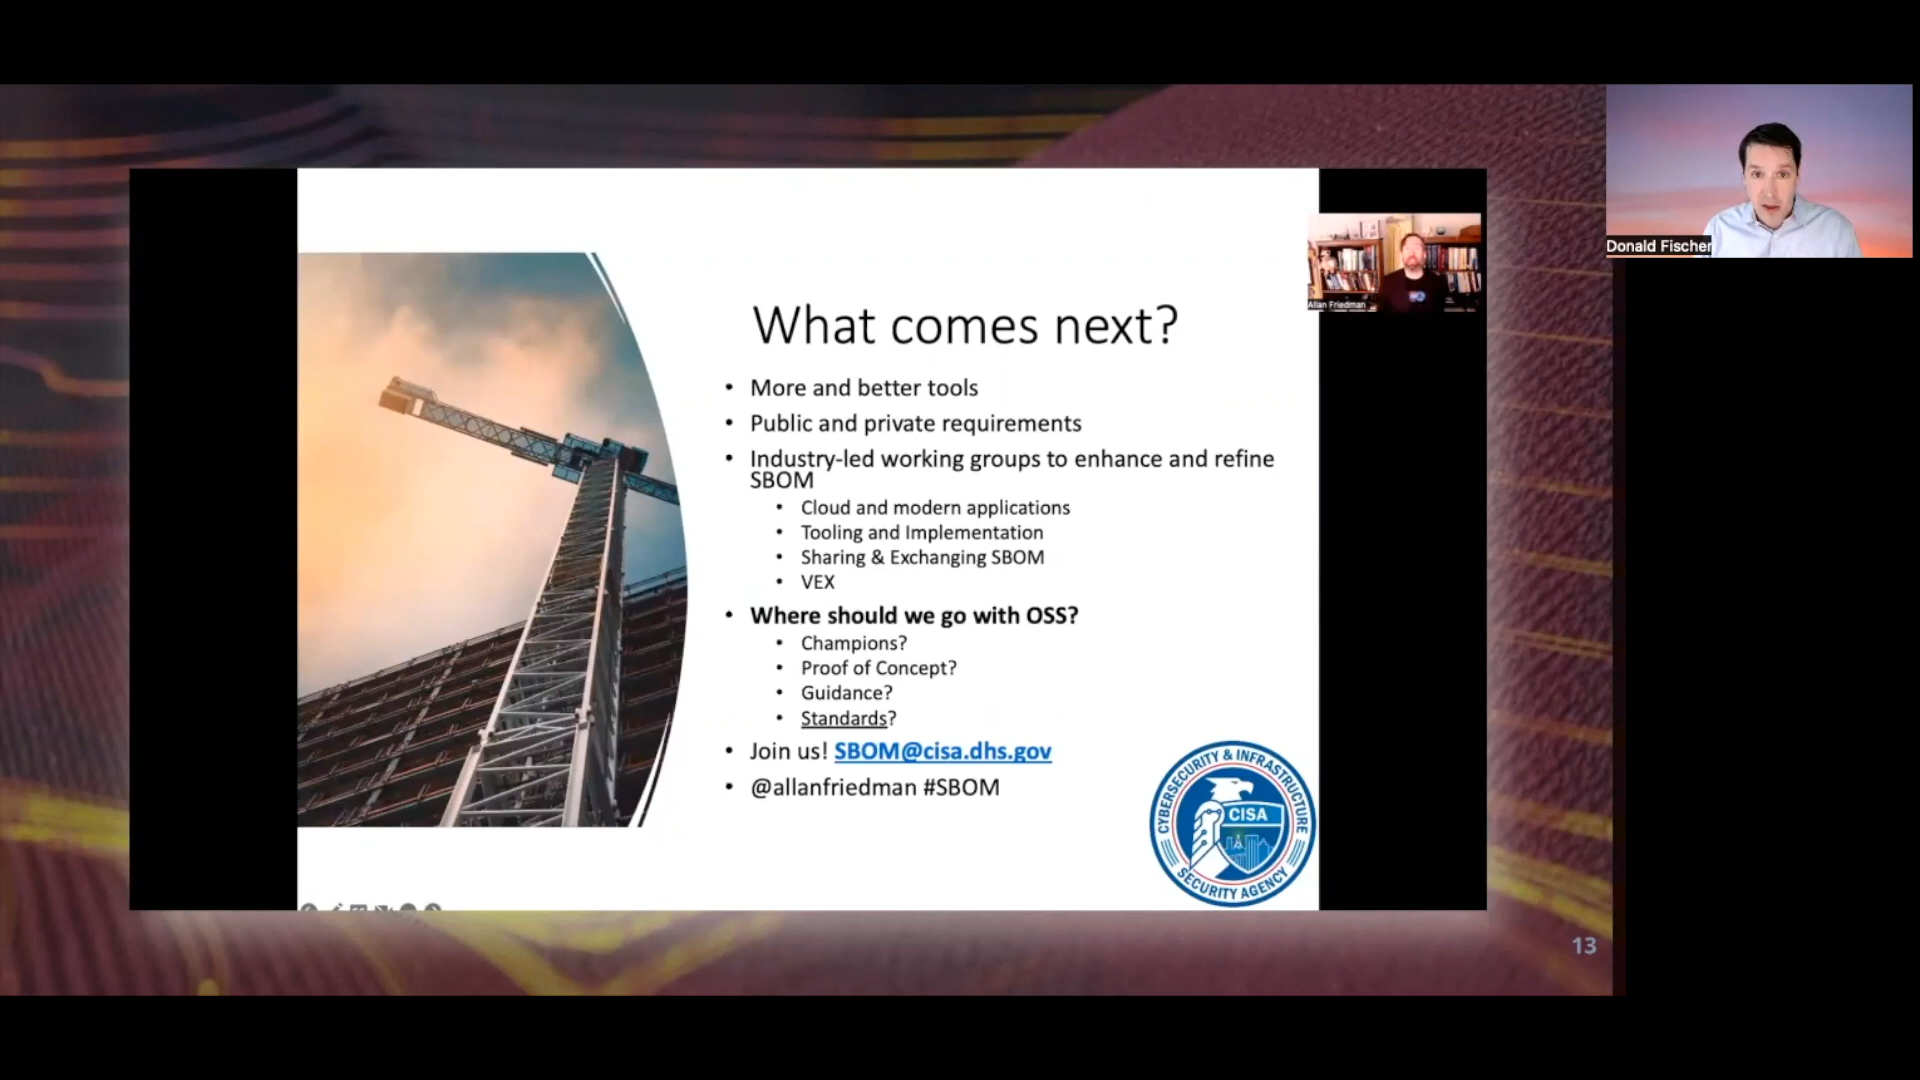 What comes next?
• More and better tools
• Public and private requirements
• Industry-led working groups to enhance and refine
SBOM
• Cloud and modern applications
• Tooling and Implementation
• Sharing & Exchanging SBOM
• VEX
• Where should we go with OSS?
• Champions?
• Proof of Concept?
• Guidance?
• Standards?
• Join us! SBOM@cisa.dhs.gov
• @allanfriedman #SBOM
CYBERSECURITY & INFRASTRUCTURE
CISA
SECURITY AGENCY
Allan Friedman
Donald Fischer
13